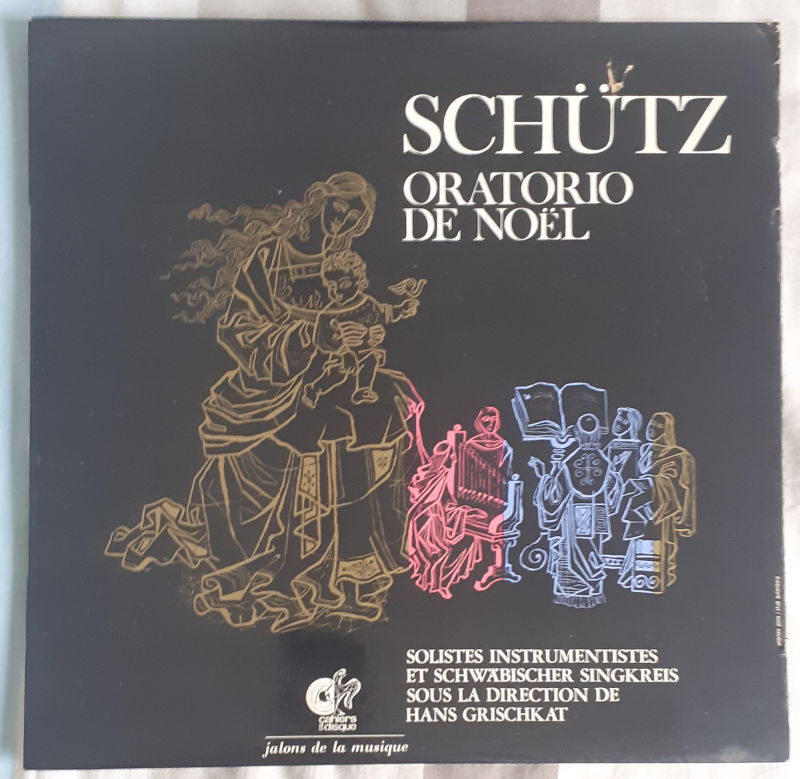 SCHÜTZ
ORATORIO
DE NOËL
SOLISTES INSTRUMENTISTES
ET SCHWÄBISCHER SINGKREIS
SOUS LA DIRECTION DE
HANS GRISCHKAT
cahiers
du disque
jalons de la musique